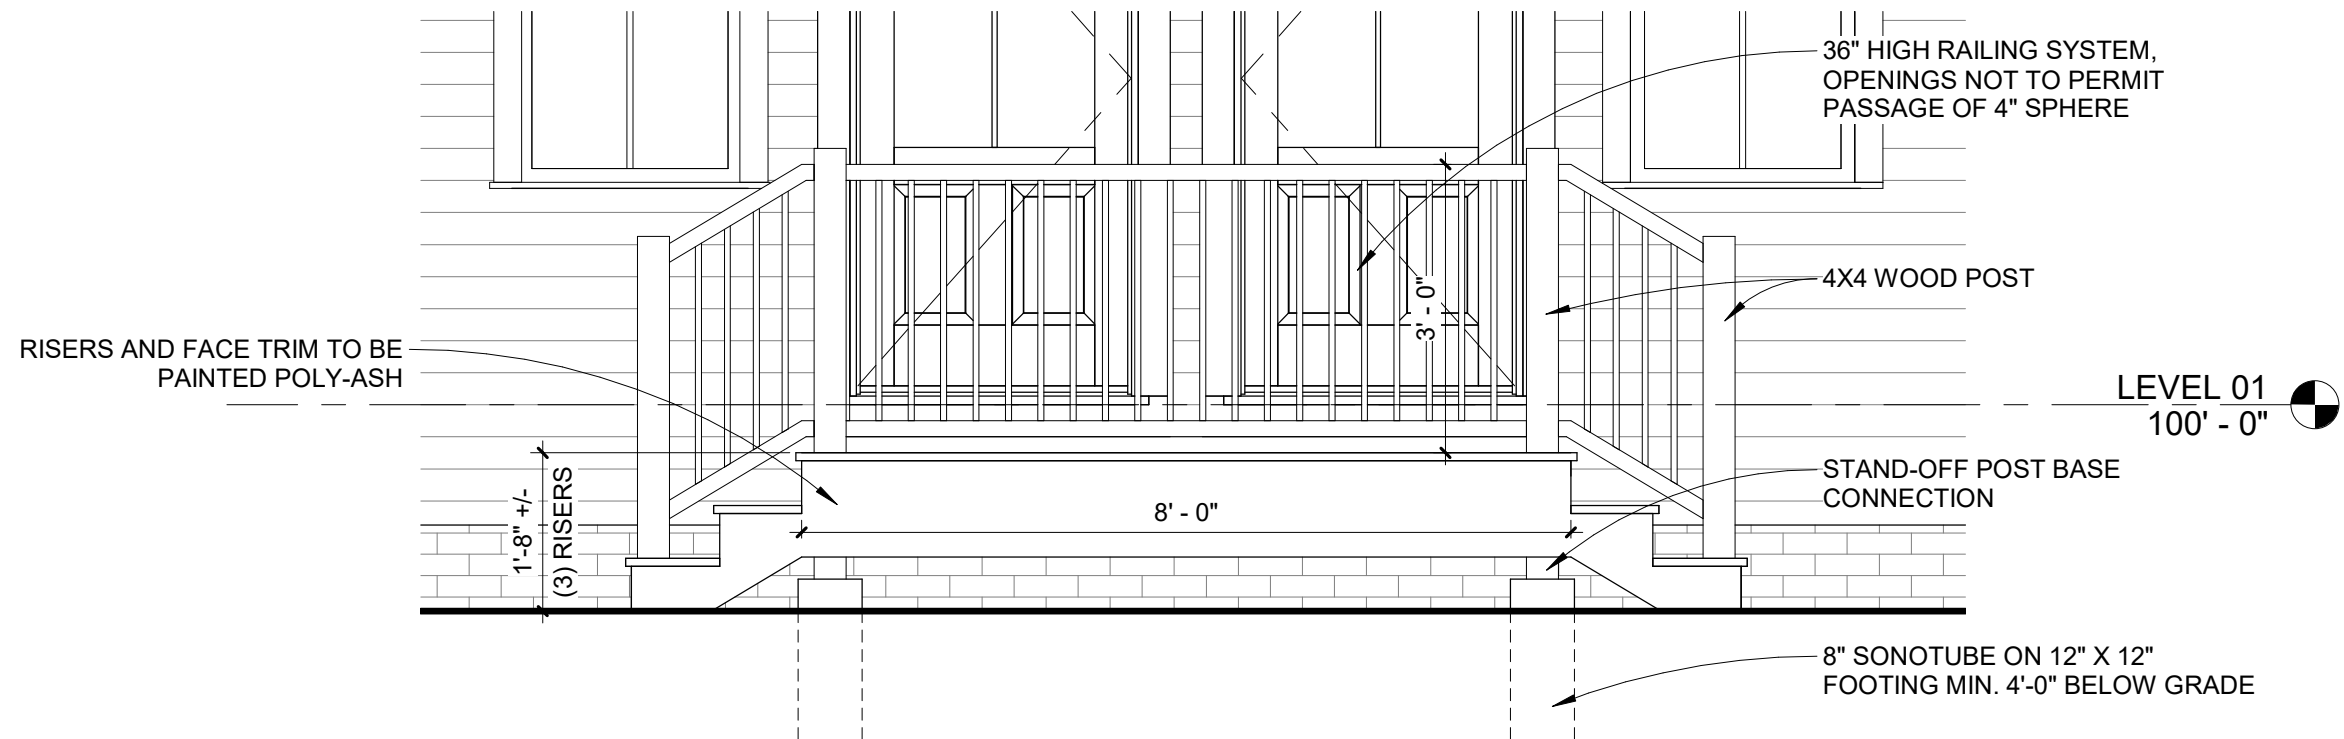 36" HIGH RAILING SYSTEM,
OPENINGS NOT TO PERMIT
PASSAGE OF 4" SPHERE
4X4 WOOD POST
3' - 0"
RISERS AND FACE TRIM TO BE
PAINTED POLY-ASH
LEVEL 01
100' - 0"
STAND-OFF POST BASE
CONNECTION
8' - 0"
1'-8" +/-
(3) RISERS
8" SONOTUBE ON 12" X 12"
FOOTING MIN. 4'-0" BELOW GRADE